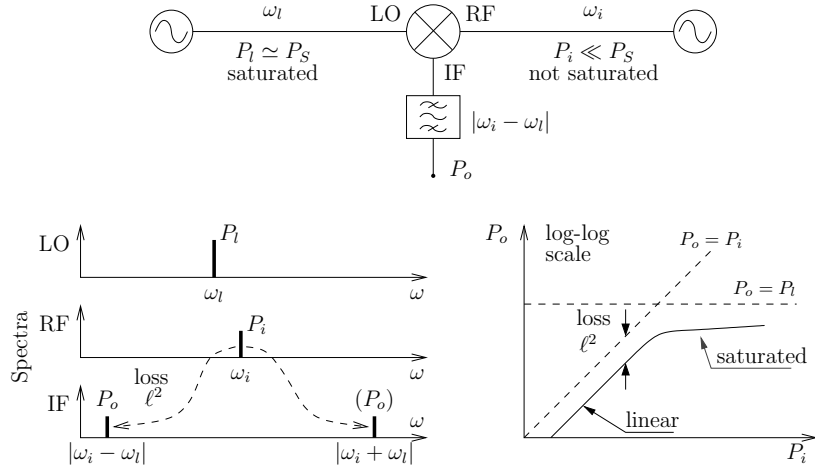 ω_l LO RF ω_i
P_l ≃ P_S
saturated
P_i ≪ P_S
not saturated
IF
|ω_i − ω_l|
P_o
Spectra
LO
P_l
ω_l
ω
RF
P_i
ω_i
ω
loss
ℓ²
IF
P_o
(P_o)
ω
|ω_i − ω_l|
|ω_i + ω_l|
P_o
log-log
scale
P_o = P_i
P_o = P_l
loss
ℓ²
saturated
linear
P_i